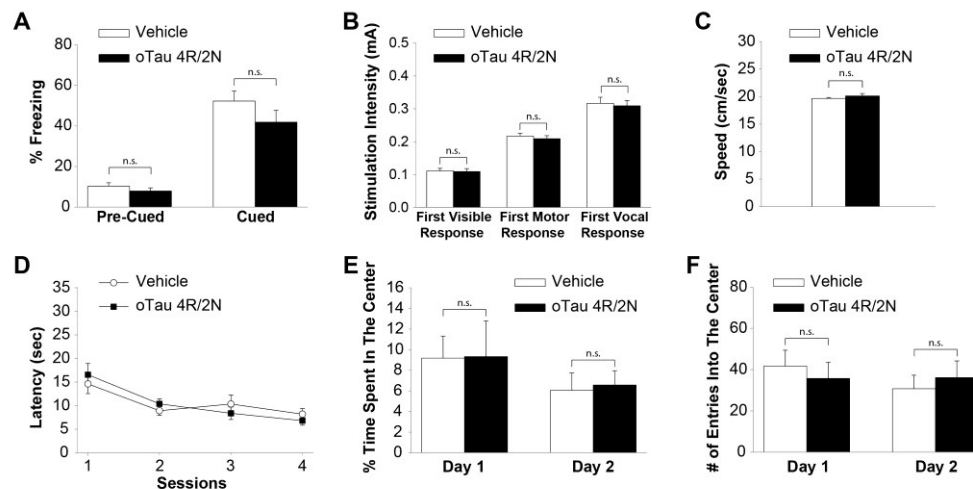 A
Vehicle
oTau 4R/2N
% Freezing
80
60
40
20
0
n.s.
n.s.
Pre-Cued
Cued
B
Vehicle
oTau 4R/2N
Stimulation Intensity (mA)
0.5
0.4
0.3
0.2
0.1
0.0
n.s.
n.s.
n.s.
First Visible Response
First Motor Response
First Vocal Response
C
Vehicle
oTau 4R/2N
Speed (cm/sec)
30
25
20
15
10
5
0
n.s.
D
Vehicle
oTau 4R/2N
Latency (sec)
35
30
25
20
15
10
5
0
1 2 3 4
Sessions
E
Vehicle
oTau 4R/2N
% Time Spent In The Center
16
14
12
10
8
6
4
2
0
n.s.
n.s.
Day 1
Day 2
F
Vehicle
oTau 4R/2N
# of Entries Into The Center
80
60
40
20
0
n.s.
n.s.
Day 1
Day 2